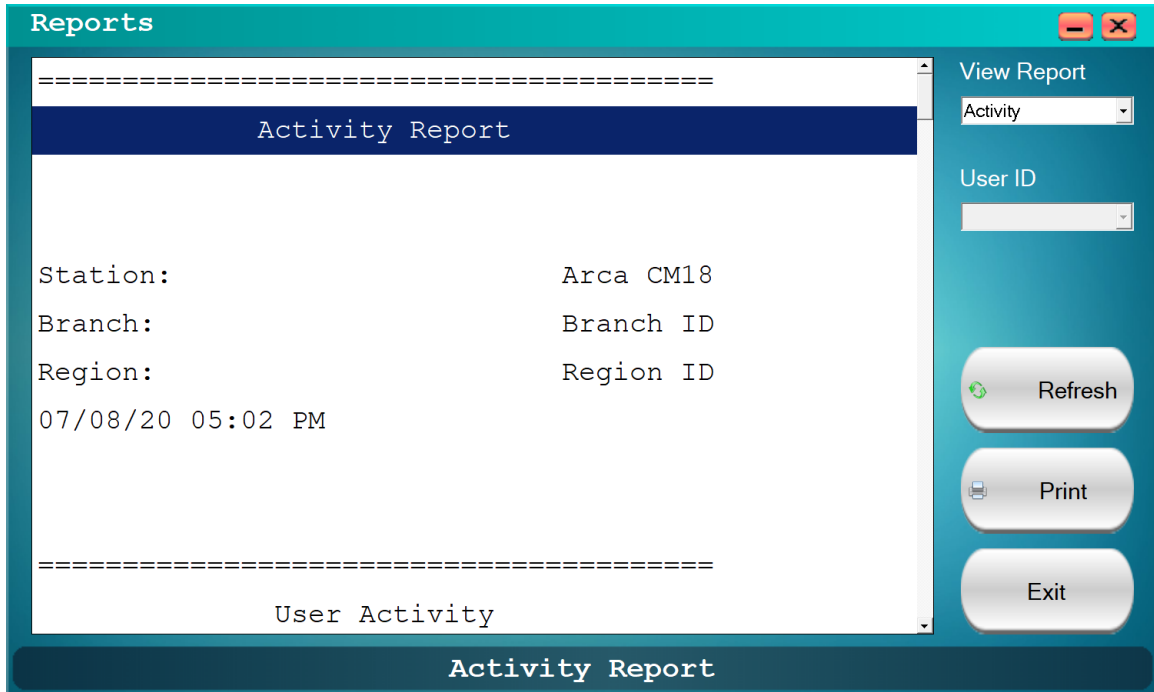 Reports
========================================
Activity Report
Station: Arca CM18
Branch: Branch ID
Region: Region ID
07/08/20 05:02 PM
========================================
User Activity
View Report
Activity
User ID
Refresh
Print
Exit
Activity Report